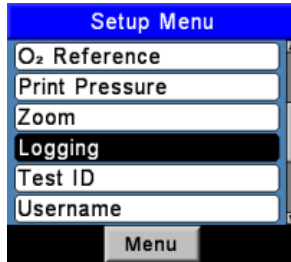 Setup Menu
O₂ Reference
Print Pressure
Zoom
Logging
Test ID
Username
Menu